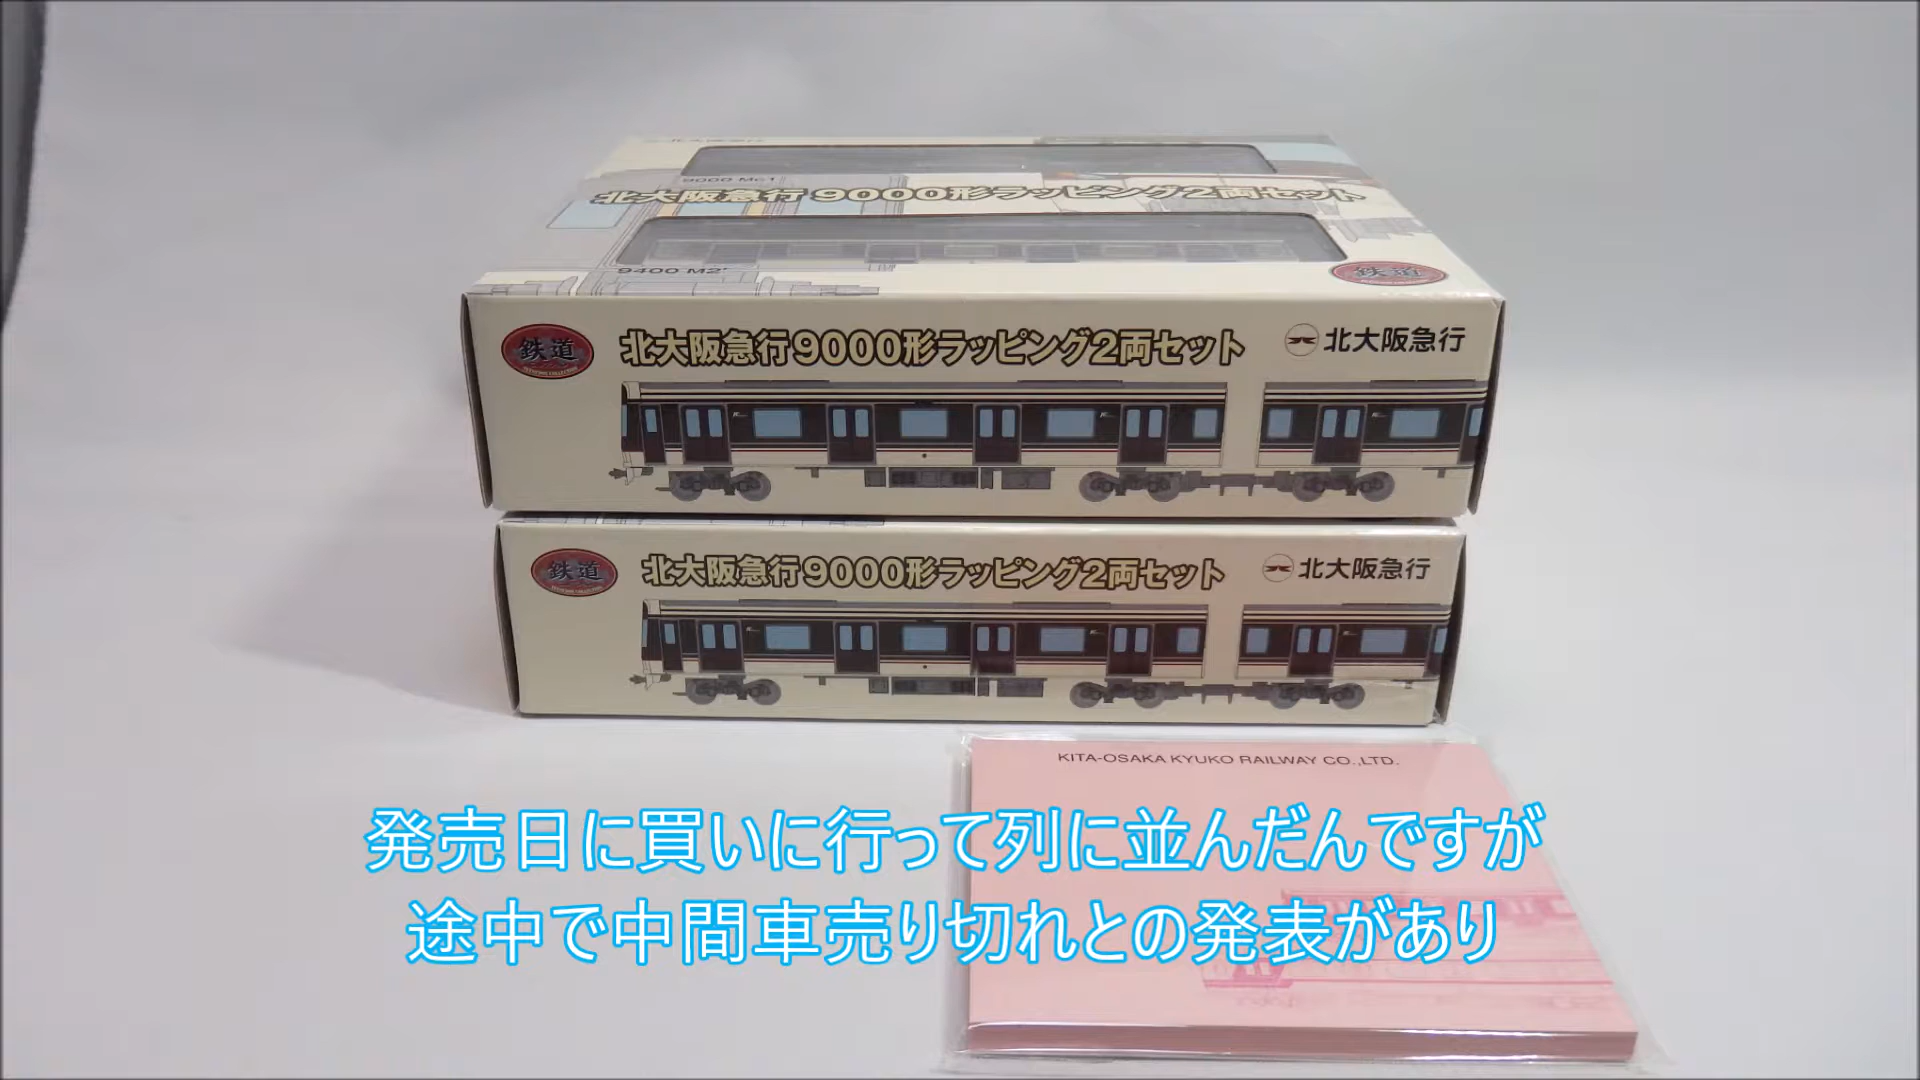 9000 Mc1
北大阪急行 9000形ラッピング2両セット
9400 M2'
鉄道
鉄道
北大阪急行9000形ラッピング2両セット
北大阪急行
鉄道
北大阪急行9000形ラッピング2両セット
北大阪急行
KITA-OSAKA KYUKO RAILWAY CO.,LTD.
発売日に買いに行って列に並んだんですが
途中で中間車売り切れとの発表があり